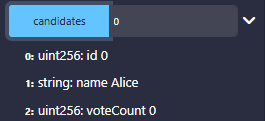 candidates 0
0: uint256: id 0
1: string: name Alice
2: uint256: voteCount 0